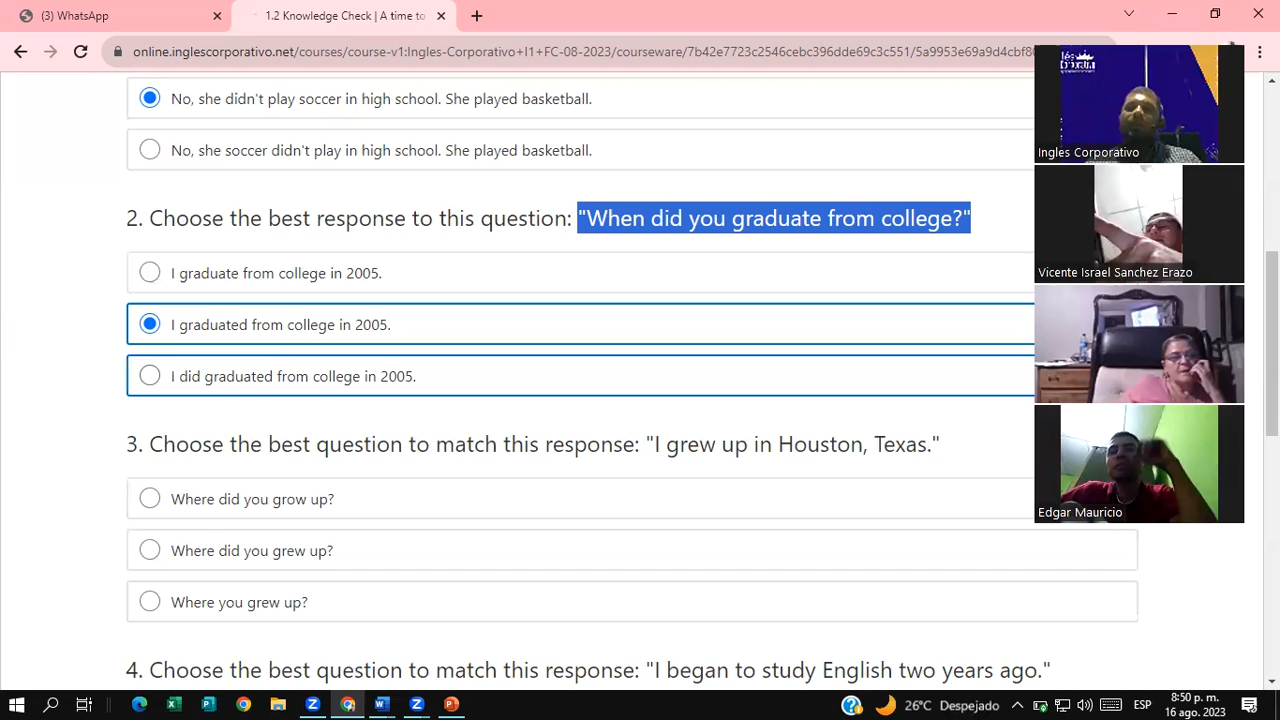 (3) WhatsApp
1.2 Knowledge Check | A time to
online.inglescorporativo.net/courses/course-v1:Ingles-Corporativo+I1+FC-08-2023/courseware/7b42e7723c2546cebc396dde69c3c551/5a9953e69a9d4cbf8
No, she didn't play soccer in high school. She played basketball.
No, she soccer didn't play in high school. She played basketball.
Ingles Corporativo
2. Choose the best response to this question: "When did you graduate from college?"
I graduate from college in 2005.
Vicente Israel Sanchez Erazo
I graduated from college in 2005.
I did graduated from college in 2005.
3. Choose the best question to match this response: "I grew up in Houston, Texas."
Where did you grow up?
Edgar Mauricio
Where did you grew up?
Where you grew up?
4. Choose the best question to match this response: "I began to study English two years ago."
26°C Despejado
ESP
8:50 p. m.
16 ago. 2023